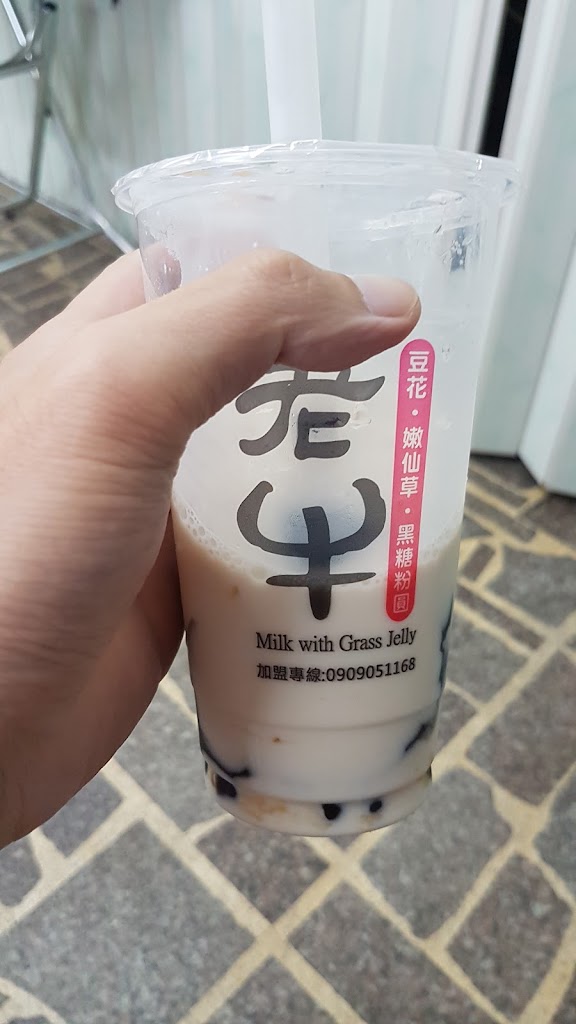 老牛
豆花・嫩仙草・黑糖粉圓
Milk with Grass Jelly
加盟專線:0909051168